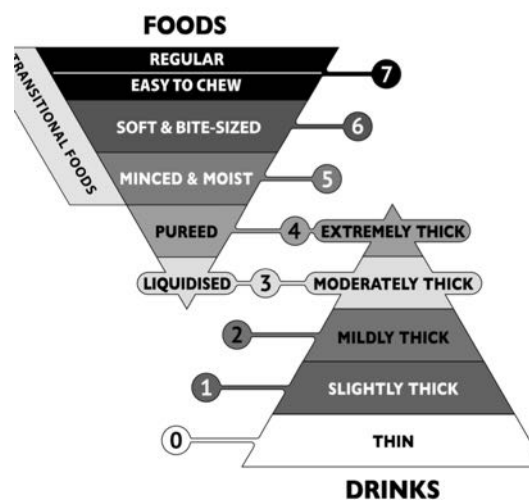 FOODS
REGULAR
EASY TO CHEW
7
TRANSITIONAL FOODS
SOFT & BITE-SIZED
6
MINCED & MOIST
5
PUREED
4
EXTREMELY THICK
LIQUIDISED
3
MODERATELY THICK
2
MILDLY THICK
1
SLIGHTLY THICK
0
THIN
DRINKS